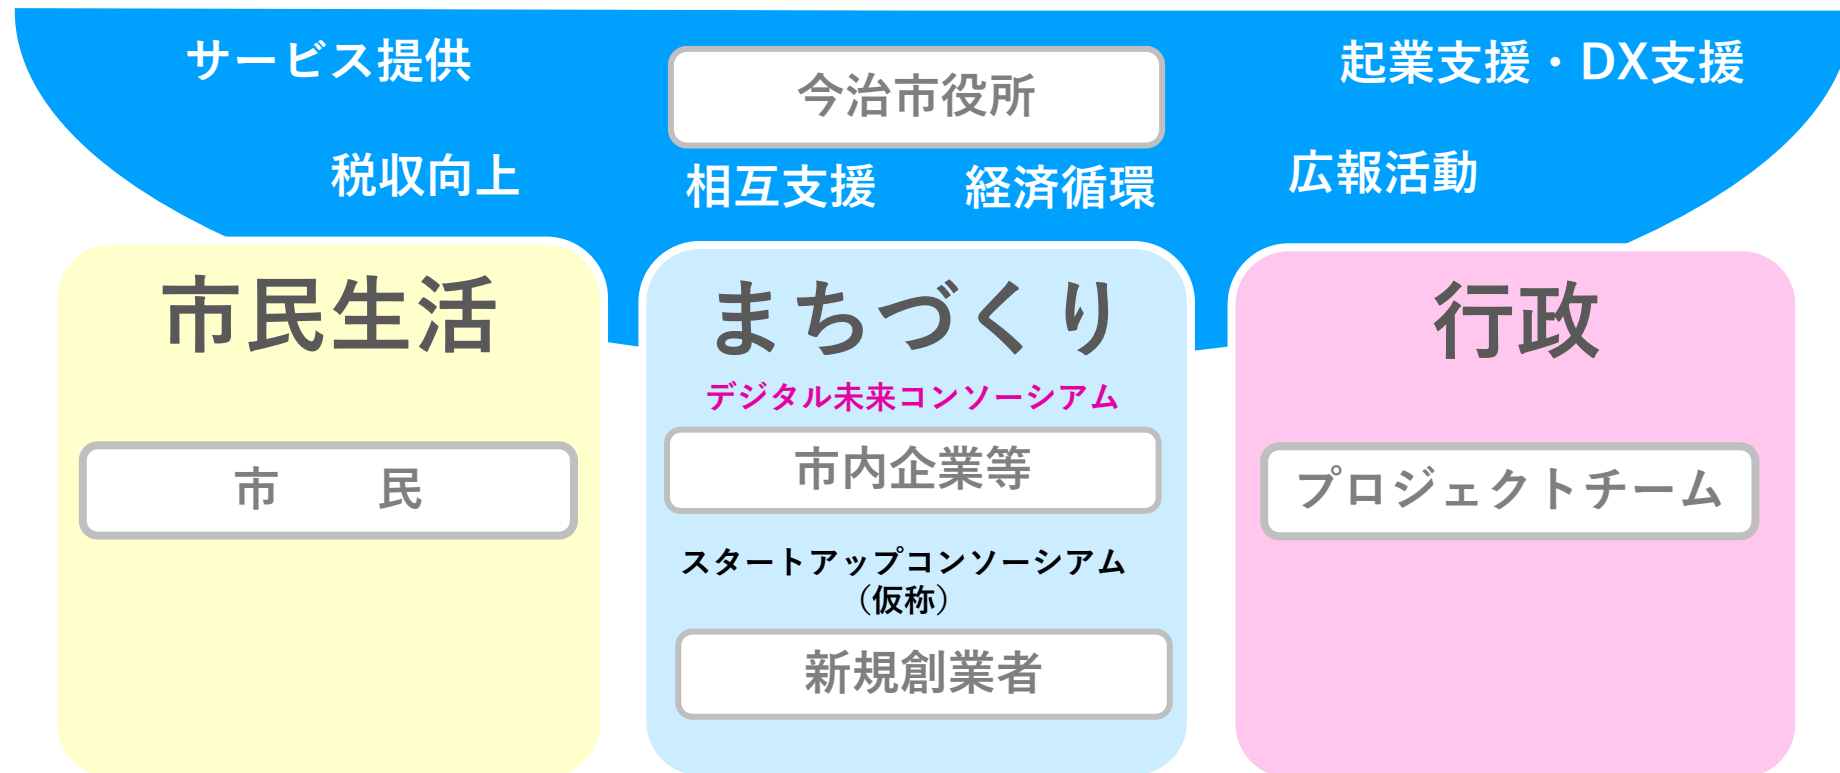 サービス提供
今治市役所
起業支援・DX支援
税収向上
相互支援
経済循環
広報活動
市民生活
市　　民
まちづくり
デジタル未来コンソーシアム
市内企業等
スタートアップコンソーシアム
（仮称）
新規創業者
行政
プロジェクトチーム